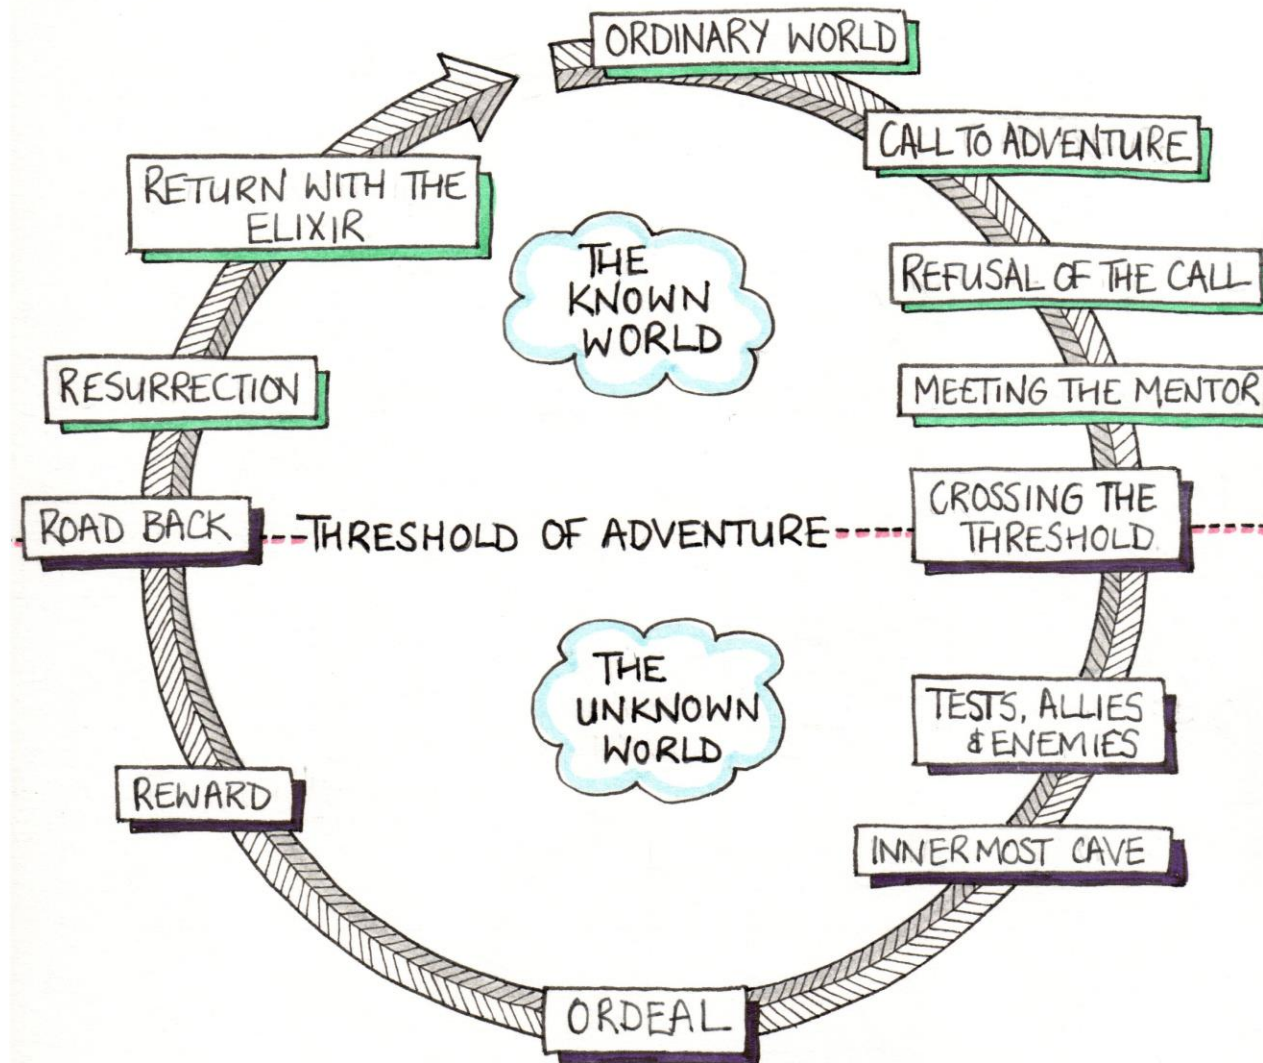 ORDINARY WORLD
CALL TO ADVENTURE
REFUSAL OF THE CALL
MEETING THE MENTOR
CROSSING THE
THRESHOLD.
TESTS, ALLIES
& ENEMIES
INNERMOST CAVE
ORDEAL
REWARD
ROAD BACK
RESURRECTION
RETURN WITH THE
ELIXIR
THE
KNOWN
WORLD
THRESHOLD OF ADVENTURE
THE
UNKNOWN
WORLD